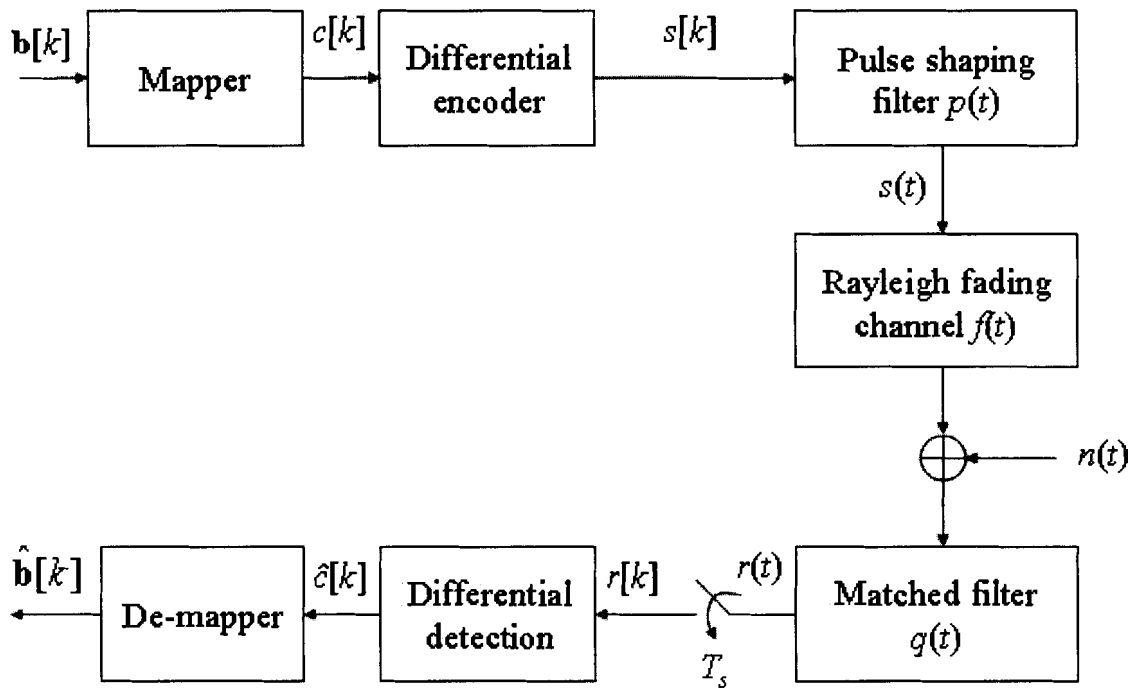 b[k]
Mapper
c[k]
Differential
encoder
s[k]
Pulse shaping
filter p(t)
s(t)
Rayleigh fading
channel f(t)
n(t)
Matched filter
q(t)
r(t)
T_s
r[k]
Differential
detection
ĉ[k]
De-mapper
b̂[k]